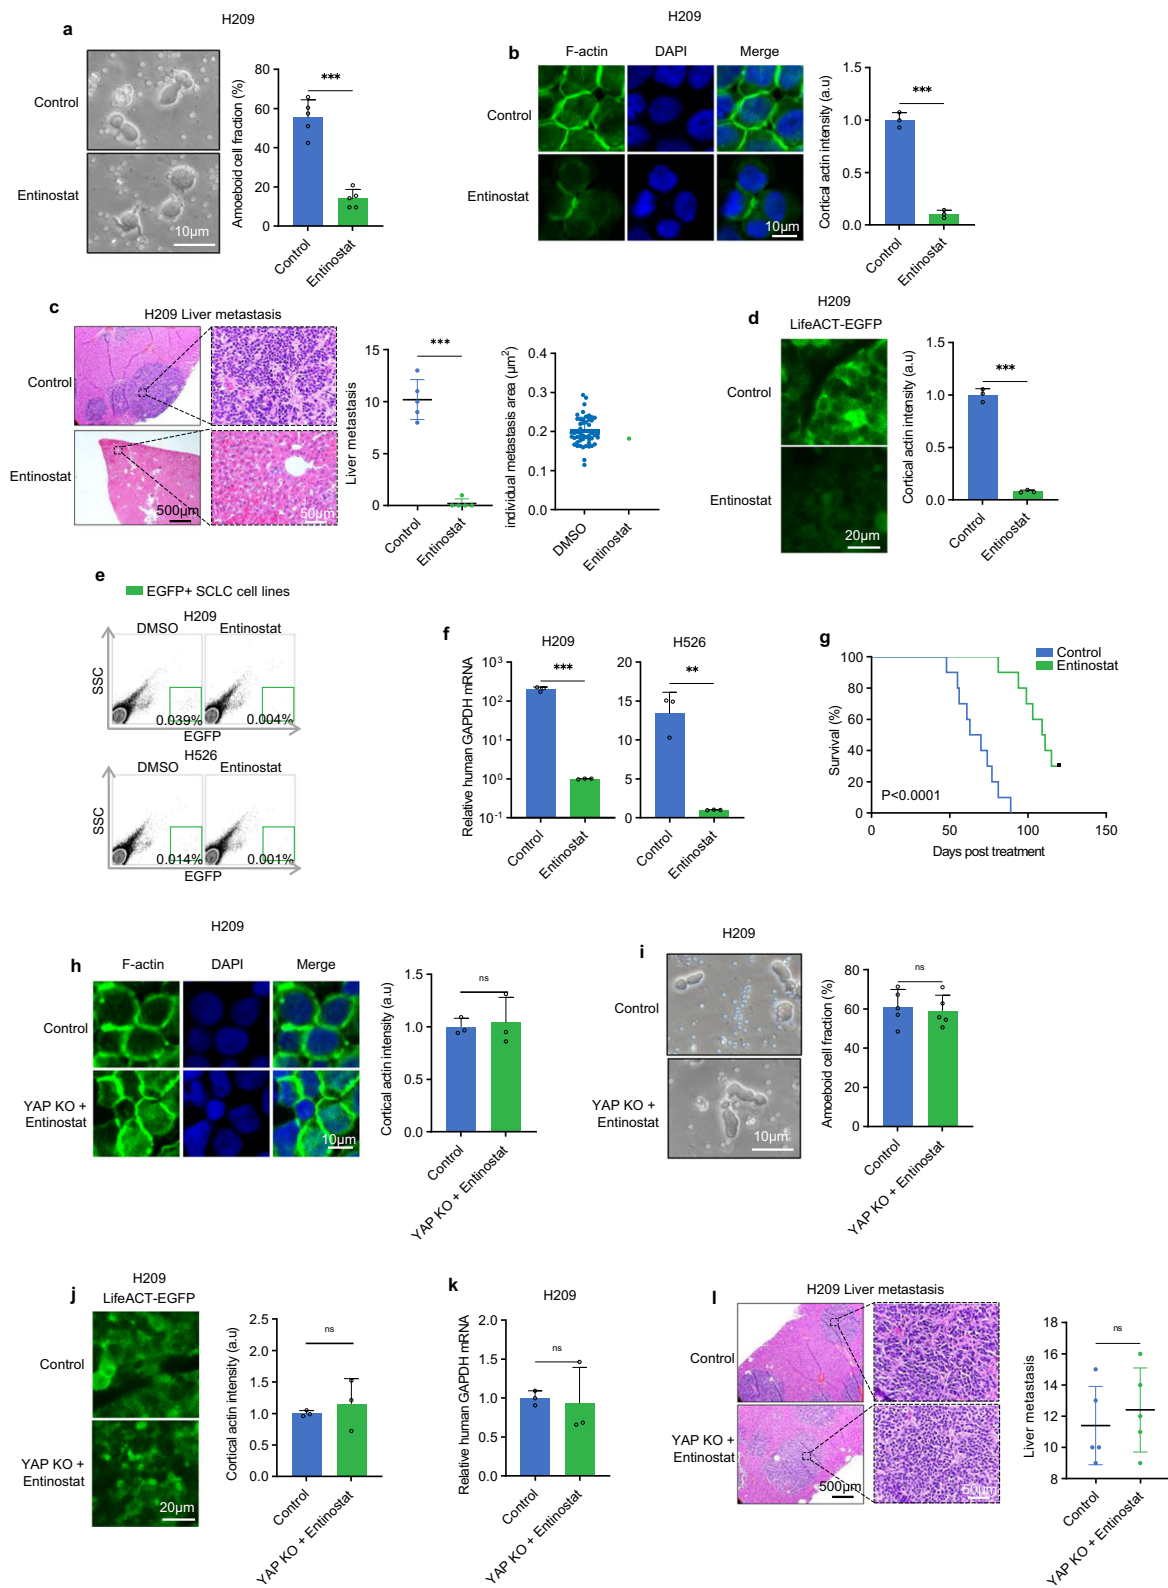 H209
a
Control
Entinostat
10µm
Amoeboid cell fraction (%)
80
60
40
20
0
***
Control
Entinostat
H209
b
F-actin
DAPI
Merge
Control
Entinostat
10µm
Cortical actin intensity (a.u)
1.5
1.0
0.5
0.0
***
Control
Entinostat
c
H209 Liver metastasis
Control
Entinostat
500µm
50µm
Liver metastasis
15
10
5
0
***
Control
Entinostat
individual metastasis area (µm²)
0.4
0.3
0.2
0.1
0.0
DMSO
Entinostat
H209
d
LifeACT-EGFP
Control
Entinostat
20µm
Cortical actin intensity (a.u)
1.5
1.0
0.5
0.0
***
Control
Entinostat
e
EGFP+ SCLC cell lines
H209
DMSO
Entinostat
SSC
0.039%
0.004%
EGFP
H526
DMSO
Entinostat
SSC
0.014%
0.001%
EGFP
f
H209
H526
Relative human GAPDH mRNA
10³
10²
10¹
10⁰
10⁻¹
***
Control
Entinostat
20
15
10
5
0
**
Control
Entinostat
g
Control
Entinostat
Survival (%)
100
80
60
40
20
0
P<0.0001
0
50
100
150
Days post treatment
H209
h
F-actin
DAPI
Merge
Control
YAP KO +
Entinostat
10µm
Cortical actin intensity (a.u)
1.5
1.0
0.5
0.0
ns
Control
YAP KO + Entinostat
H209
i
Control
YAP KO +
Entinostat
10µm
Amoeboid cell fraction (%)
80
60
40
20
0
ns
Control
YAP KO + Entinostat
H209
j
LifeACT-EGFP
Control
YAP KO +
Entinostat
20µm
Cortical actin intensity (a.u)
2.5
2.0
1.5
1.0
0.5
0.0
ns
Control
YAP KO + Entinostat
k
H209
Relative human GAPDH mRNA
2.0
1.5
1.0
0.5
0.0
ns
Control
YAP KO + Entinostat
l
H209 Liver metastasis
Control
YAP KO +
Entinostat
500µm
50µm
Liver metastasis
18
16
14
12
10
8
ns
Control
YAP KO + Entinostat